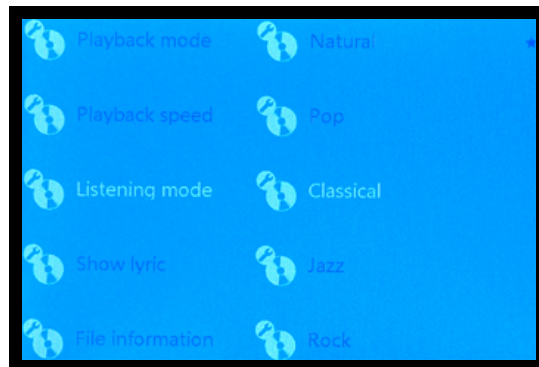 Playback mode
Natural
Playback speed
Pop
Listening mode
Classical
Show lyric
Jazz
File information
Rock